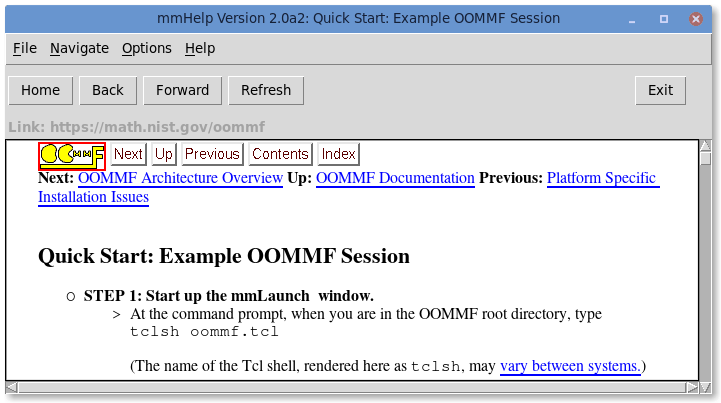 mmHelp Version 2.0a2: Quick Start: Example OOMMF Session
File Navigate Options Help
Home Back Forward Refresh Exit
Link: https://math.nist.gov/oommf
OOMMF Next Up Previous Contents Index
Next: OOMMF Architecture Overview Up: OOMMF Documentation Previous: Platform Specific
Installation Issues
Quick Start: Example OOMMF Session
STEP 1: Start up the mmLaunch window.
> At the command prompt, when you are in the OOMMF root directory, type
tclsh oommf.tcl
(The name of the Tcl shell, rendered here as tclsh, may vary between systems.)